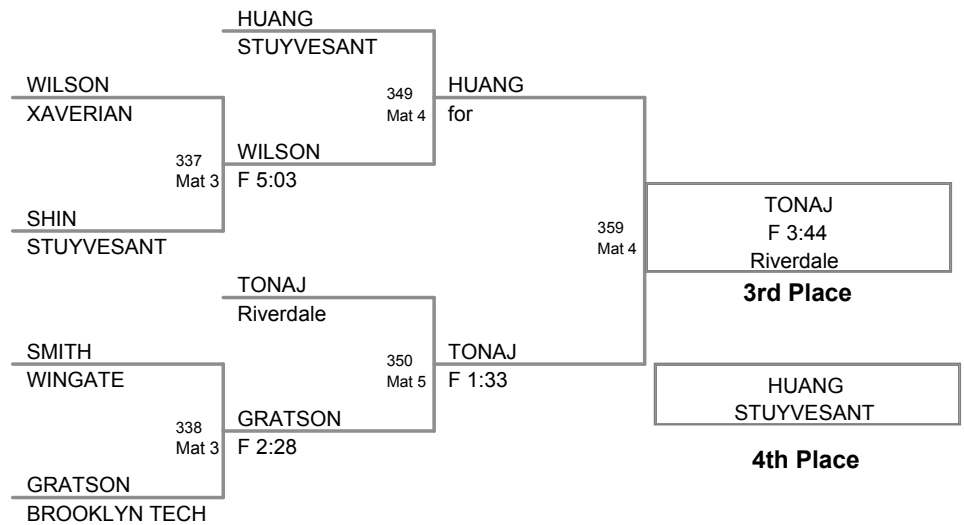 HUANG
STUYVESANT
WILSON
XAVERIAN
349
Mat 4
HUANG
for
337
Mat 3
WILSON
F 5:03
SHIN
STUYVESANT
359
Mat 4
TONAJ
F 3:44
Riverdale
3rd Place
TONAJ
Riverdale
SMITH
WINGATE
350
Mat 5
TONAJ
F 1:33
HUANG
STUYVESANT
4th Place
338
Mat 3
GRATSON
F 2:28
GRATSON
BROOKLYN TECH